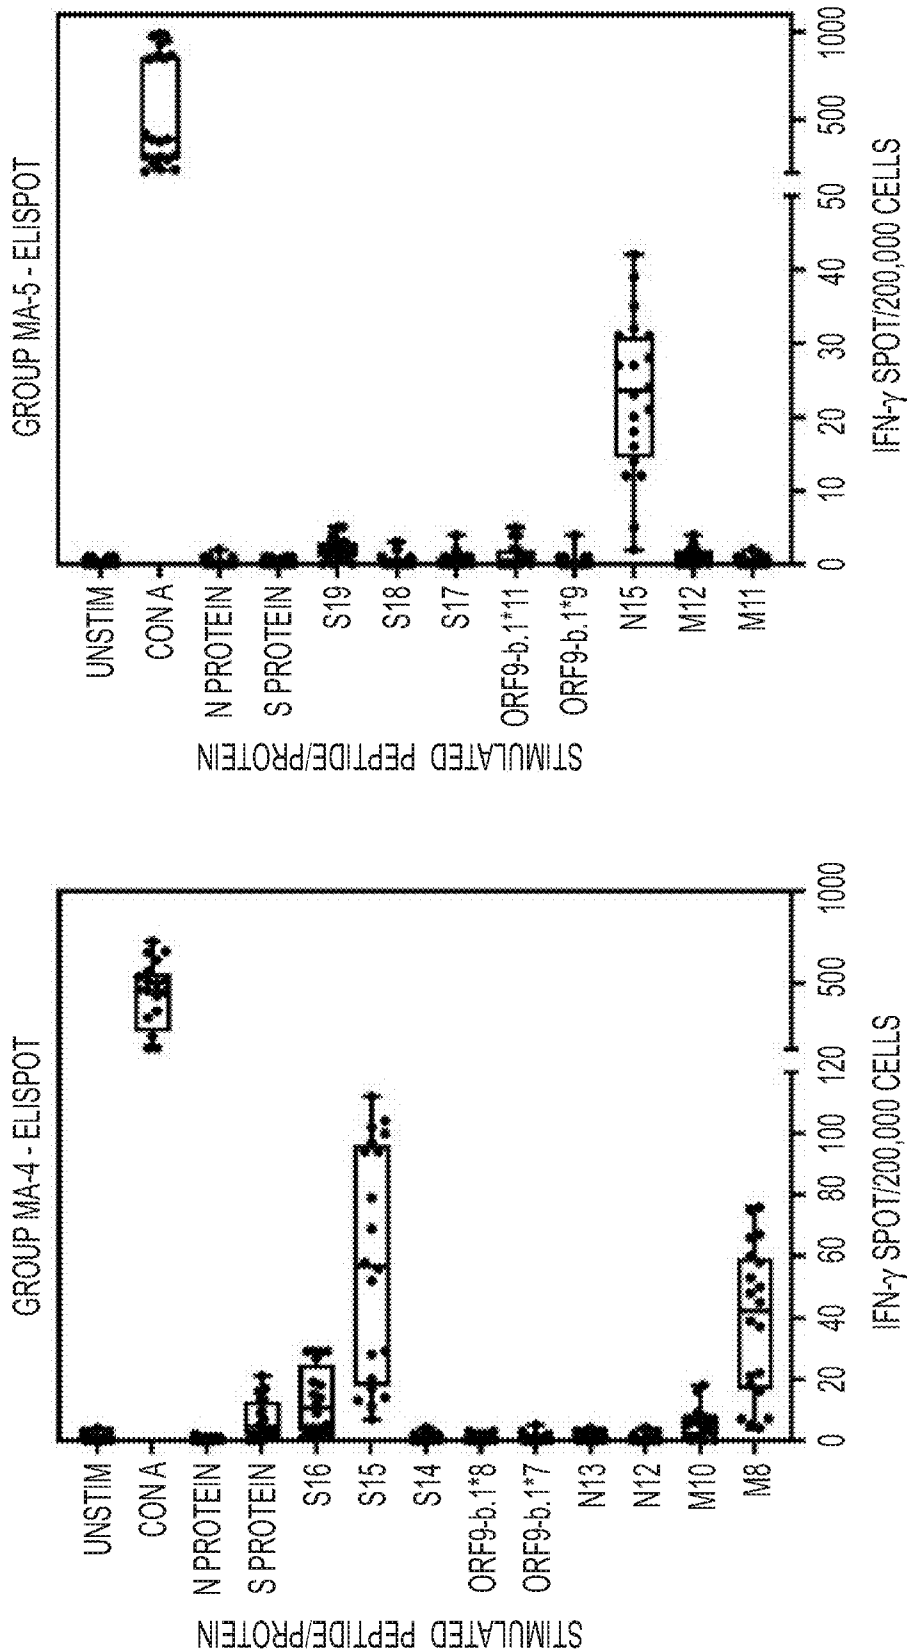 GROUP MA-4 - ELISPOT
STIMULATED PEPTIDE/PROTEIN
UNSTIM
CON A
N PROTEIN
S PROTEIN
S16
S15
S14
ORF9-b.1*8
ORF9-b.1*7
N13
N12
M10
M8
0 20 40 60 80 100 120 500 1000
IFN-γ SPOT/200,000 CELLS
GROUP MA-5 - ELISPOT
STIMULATED PEPTIDE/PROTEIN
UNSTIM
CON A
N PROTEIN
S PROTEIN
S19
S18
S17
ORF9-b.1*11
ORF9-b.1*9
N15
M12
M11
0 10 20 30 40 50 500 1000
IFN-γ SPOT/200,000 CELLS